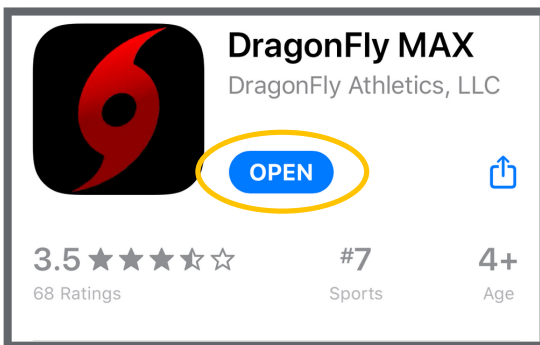 DragonFly MAX
DragonFly Athletics, LLC
OPEN
3.5
#7
4+
68 Ratings
Sports
Age